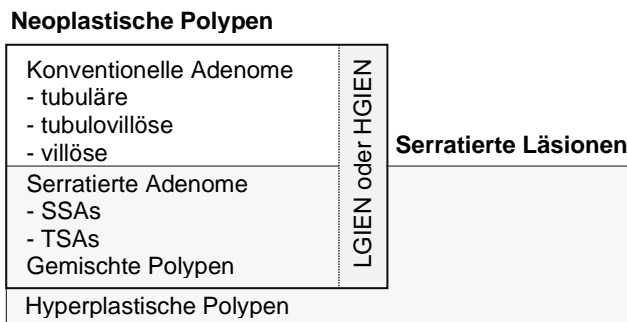 Neoplastische Polypen
Konventionelle Adenome
- tubuläre
- tubulovillöse
- villöse
LGIEN oder HGIEN
Serratierte Läsionen
Serratierte Adenome
- SSAs
- TSAs
Gemischte Polypen
Hyperplastische Polypen